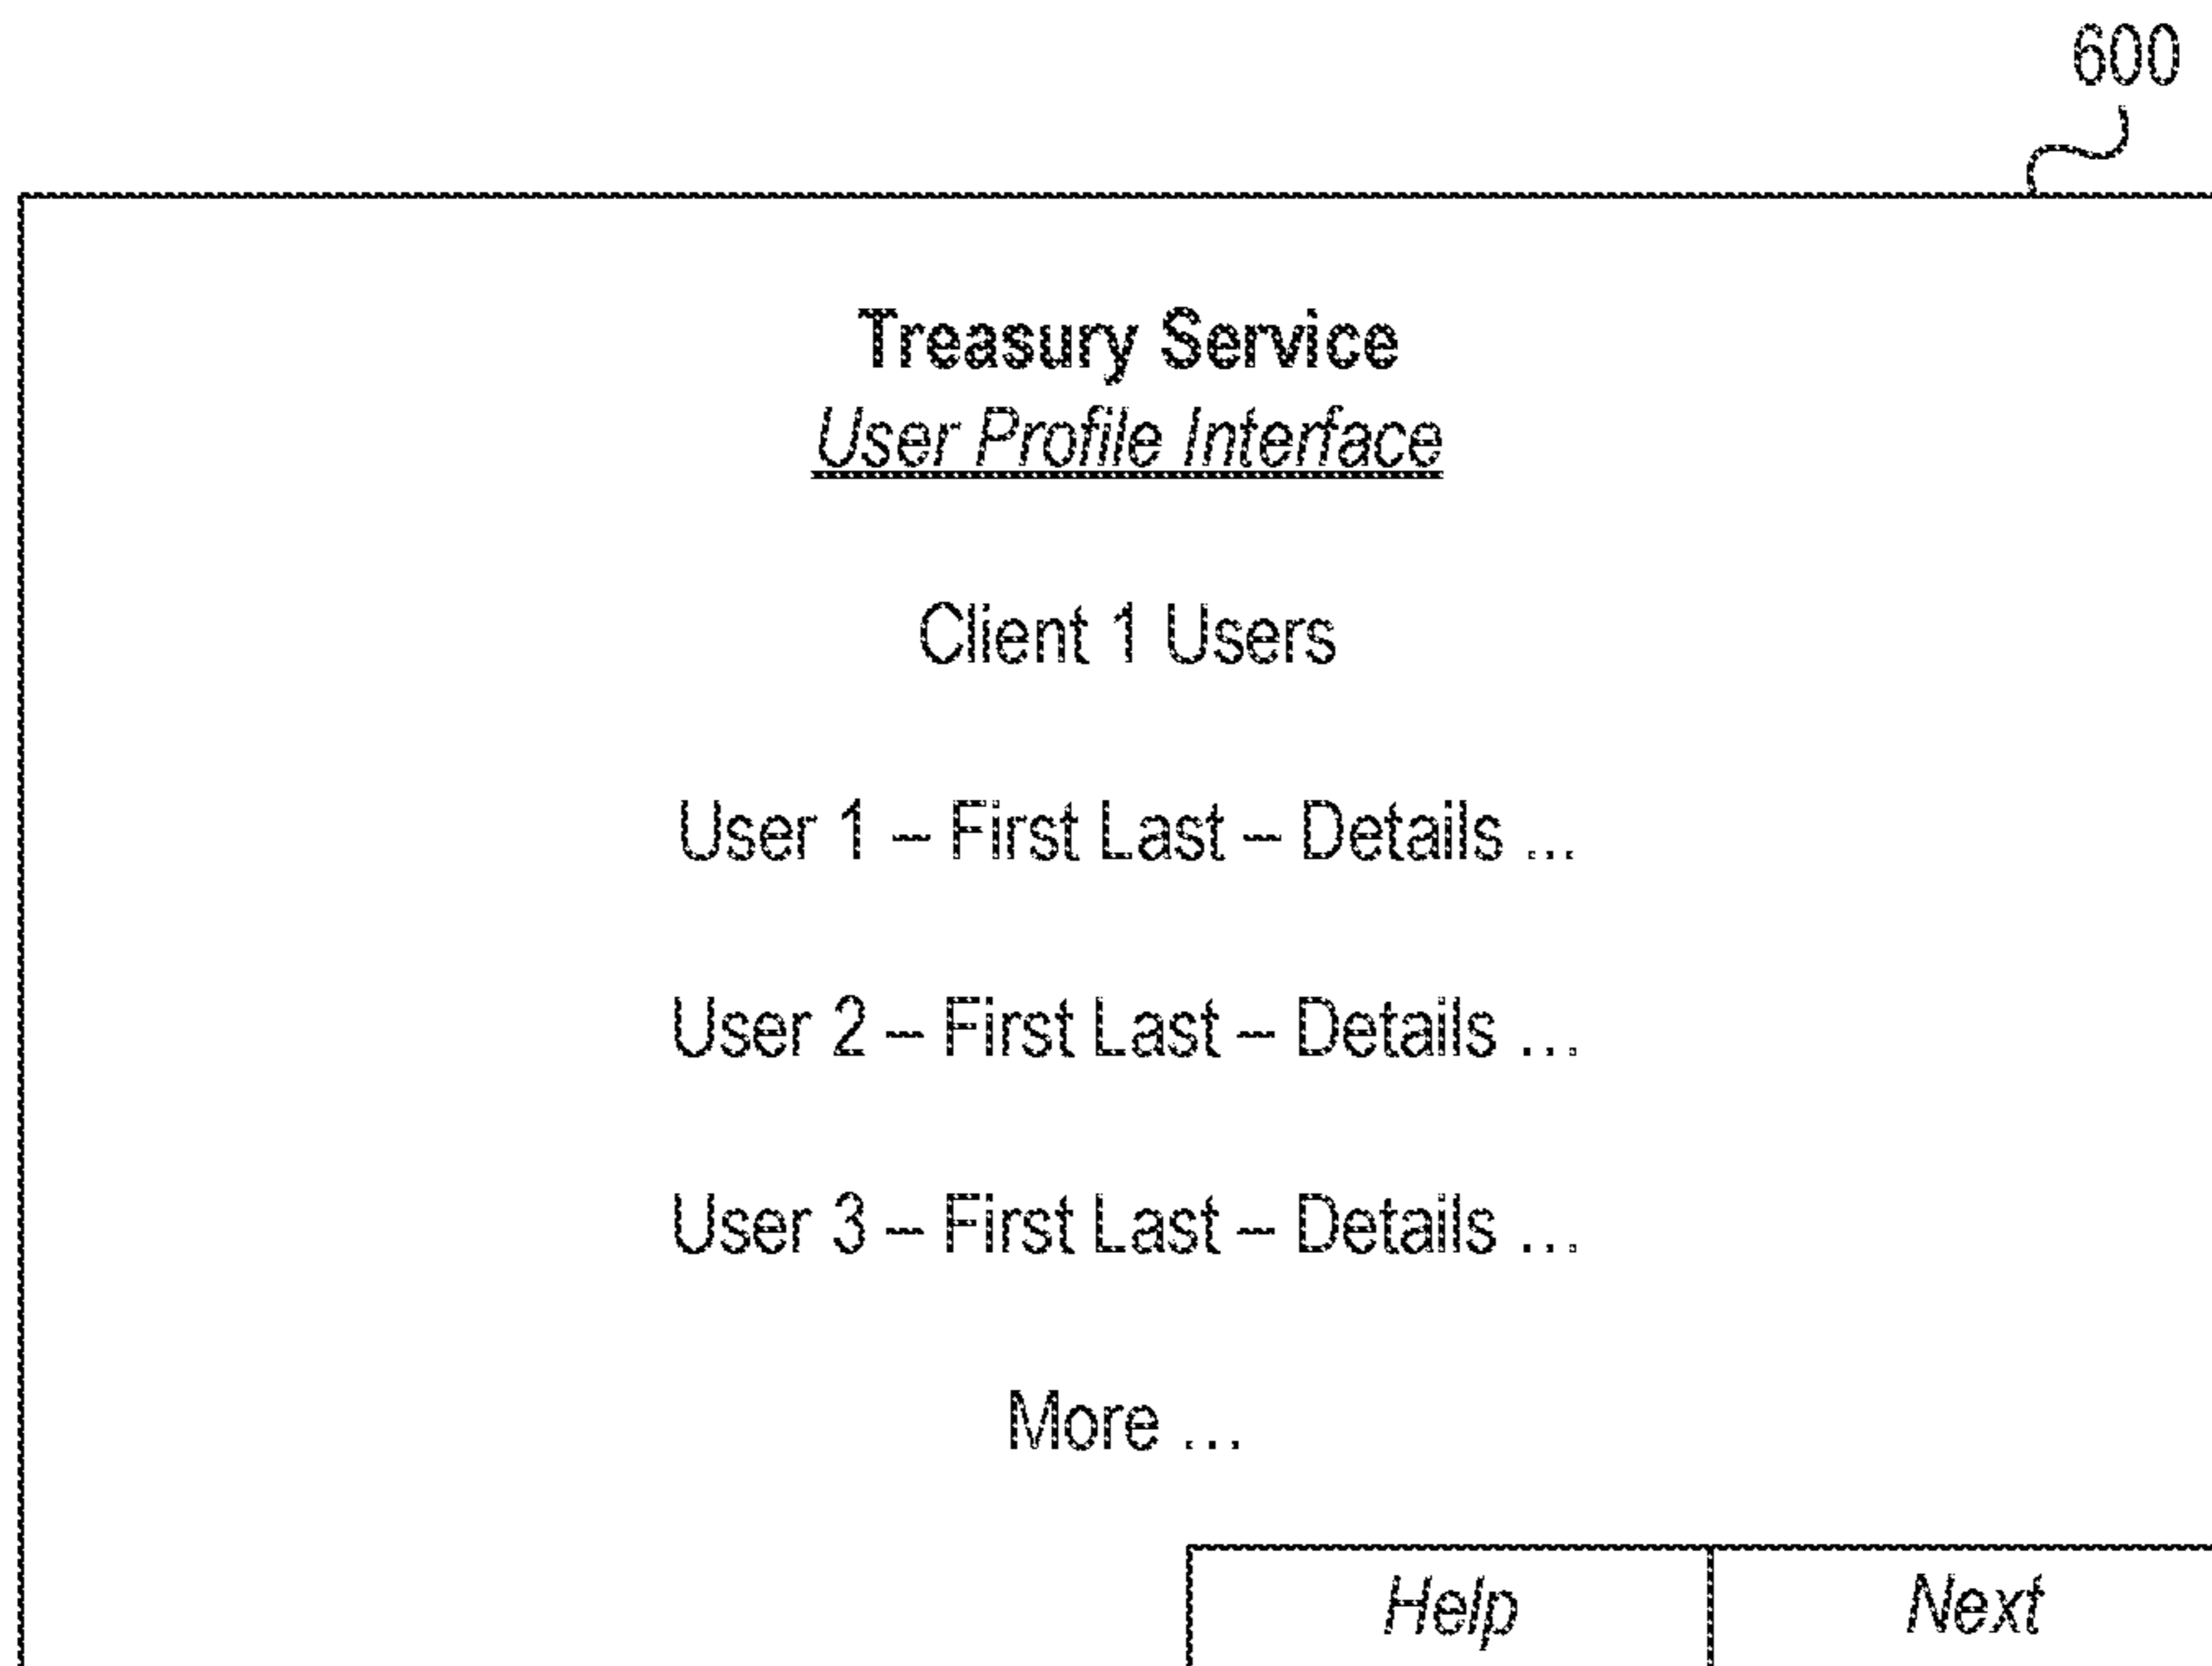 600
Treasury Service
User Profile Interface
Client 1 Users
User 1 – First Last – Details ...
User 2 – First Last – Details ...
User 3 – First Last – Details ...
More ...
Help Next